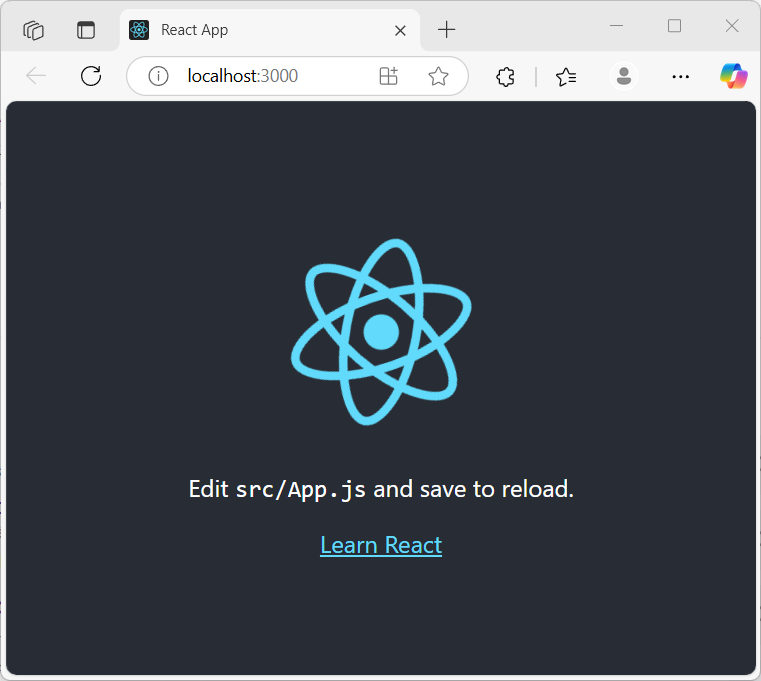 React App
localhost:3000
Edit src/App.js and save to reload.
Learn React